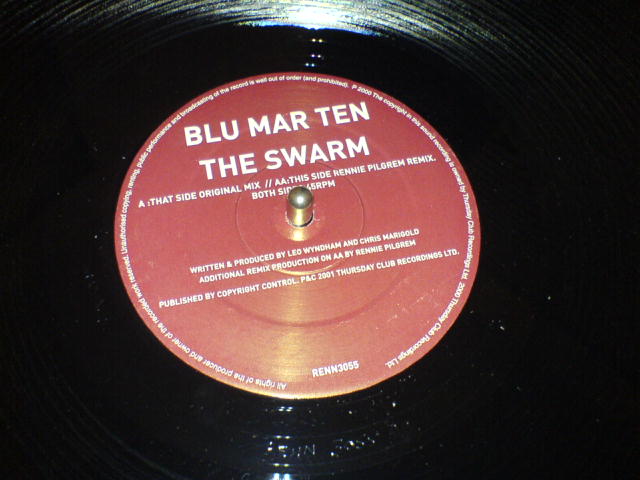 BLU MAR TEN
THE SWARM
A :THAT SIDE ORIGINAL MIX // AA:THIS SIDE RENNIE PILGREM REMIX.
BOTH 45RPM
WRITTEN & PRODUCED BY LEO WYNDHAM AND CHRIS MARIGOLD
ADDITIONAL REMIX PRODUCTION ON AA BY RENNIE PILGREM
PUBLISHED BY COPYRIGHT CONTROL. P&C 2001 THURSDAY CLUB RECORDINGS LTD.
RENN3055
All rights of the producer and owner of the recorded work reserved. Unauthorised copying, renting, public performance and broadcasting of the record is well out of order (and prohibited). P 2000 The copyright in this sound recording is owned by Thursday Club Recordings Ltd. 2000 Thursday Club Recordings Ltd.